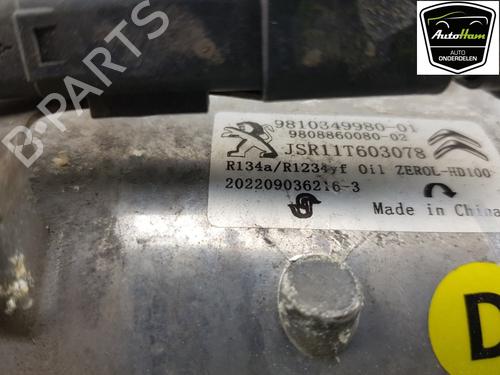 AutoHam
AUTO
ONDERDELEN
B-PARTS
9810349980-01
9808860080-02
JSR11T603078
R134a/R1234yf Oil ZEROL-HD100
202209036216-3
Made in China
D